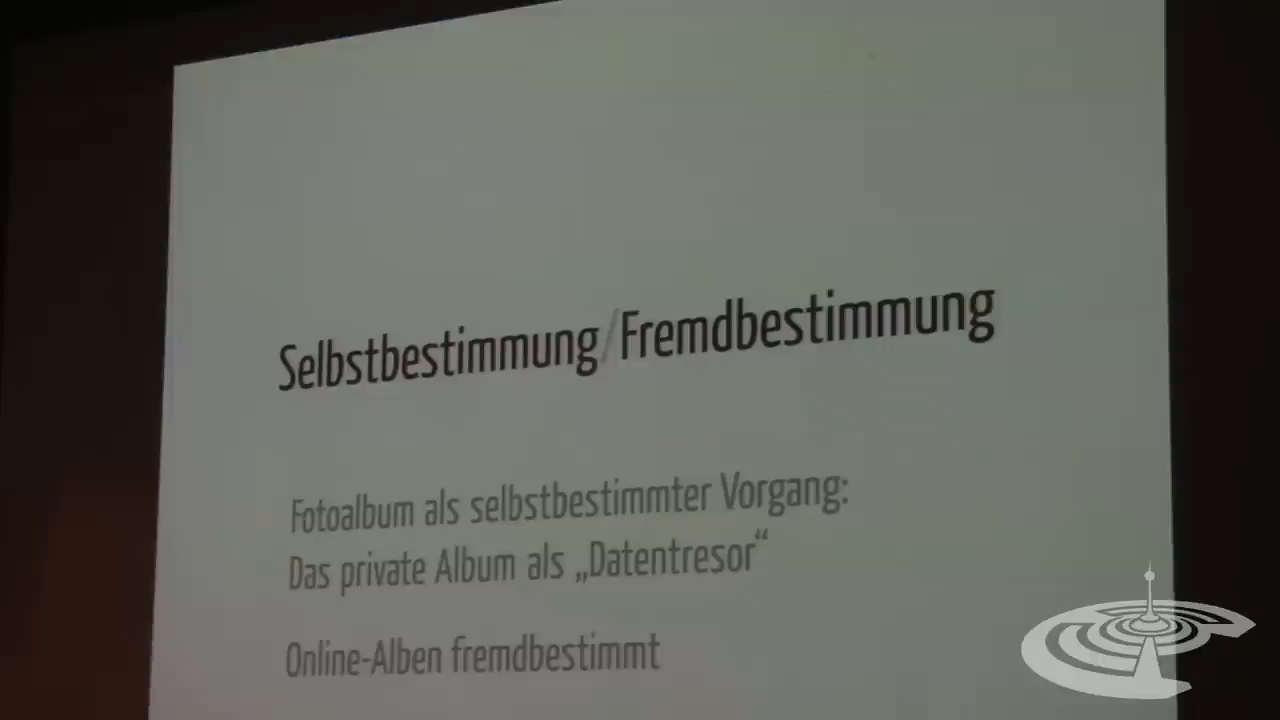 Selbstbestimmung/Fremdbestimmung
Fotoalbum als selbstbestimmter Vorgang:
Das private Album als „Datentresor“
Online-Alben fremdbestimmt